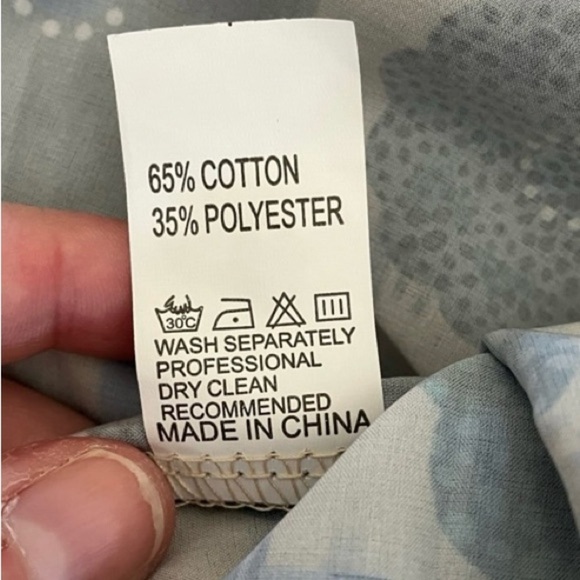 65% COTTON
35% POLYESTER
30°C
WASH SEPARATELY
PROFESSIONAL
DRY CLEAN
RECOMMENDED
MADE IN CHINA